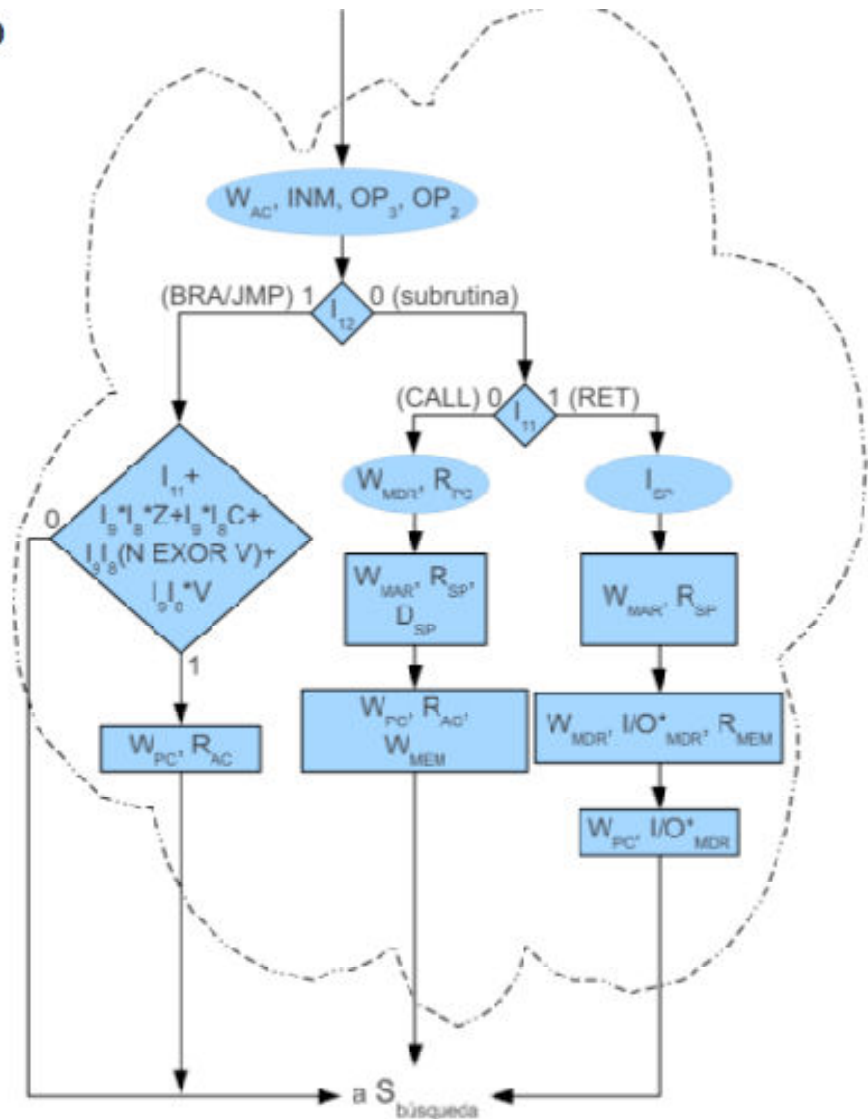 W_AC, INM, OP_3, OP_2
(BRA/JMP) 1
0 (subrutina)
I_12
(CALL) 0
1 (RET)
I_11
0
I_11+
I_9*I_8*Z+I_9*I_8C+
I_9I_8(N EXOR V)+
I_9I_8*V
1
W_MDR, R_PC
I_SP
W_MAR, R_SP,
D_SP
W_MAR, R_SP
W_PC, R_AC
W_PC, R_AC,
W_MEM
W_MDR, I/O*_MDR, R_MEM
W_PC, I/O*_MDR
a S_búsqueda